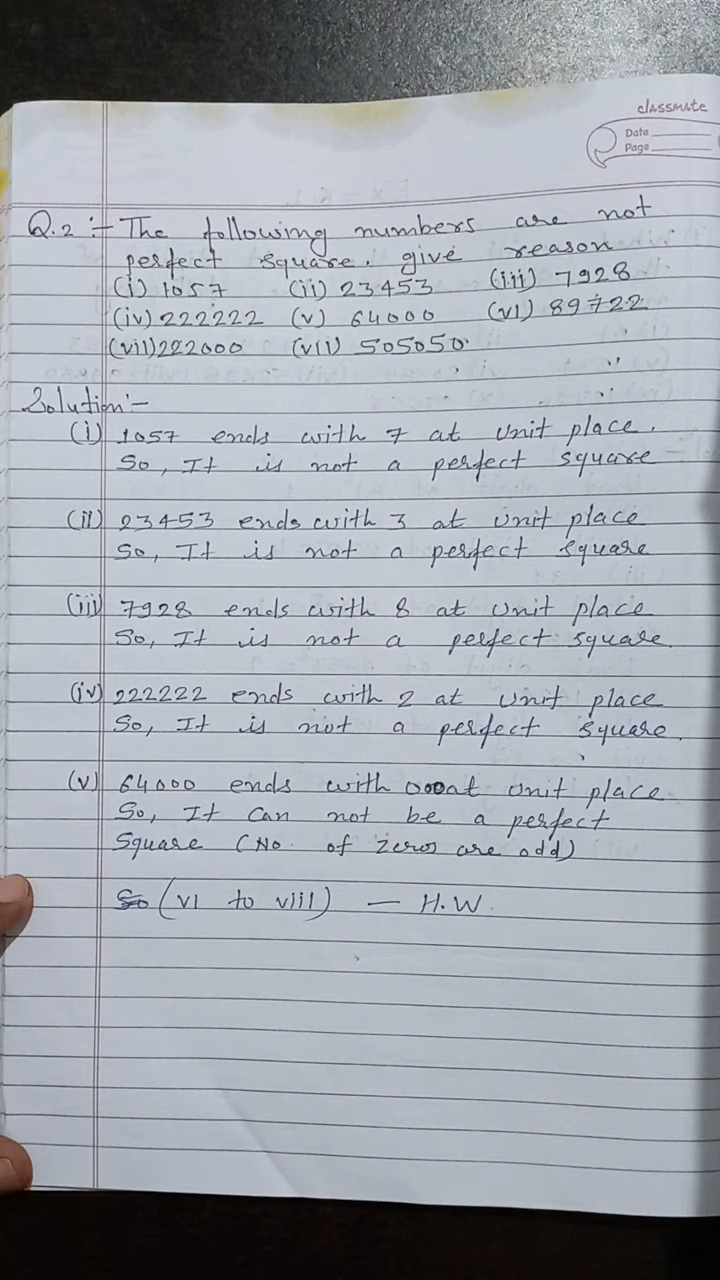 classmate
Date
Page
Q.2 :- The following numbers are not
perfect square. give reason
(i) 1057 (ii) 23453 (iii) 7928
(iv) 222222 (v) 64000 (vi) 89722
(vii) 222000 (vii) 505050.
Solution:-
(i) 1057 ends with 7 at unit place.
So, It is not a perfect square
(ii) 23453 ends with 3 at unit place
So, It is not a perfect square
(iii) 7928 ends with 8 at unit place
So, It is not a perfect square.
(iv) 222222 ends with 2 at unit place
So, It is not a perfect square.
(v) 64000 ends with 000 at unit place
So, It can not be a perfect
Square (No. of zeros are odd)
(vi to viii) — H.W.